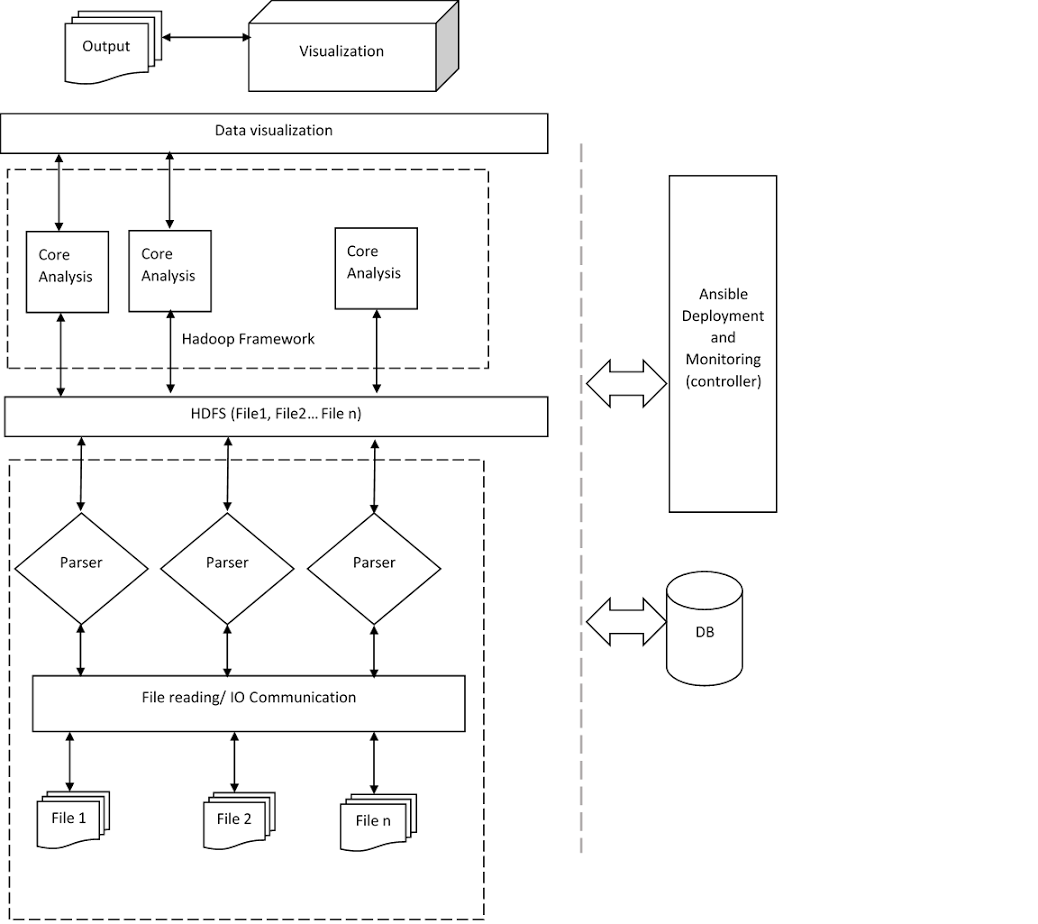 Output
Visualization
Data visualization
Core
Analysis
Core
Analysis
Core
Analysis
Hadoop Framework
HDFS (File1, File2... File n)
Parser
Parser
Parser
File reading/ IO Communication
File 1
File 2
File n
Ansible
Deployment
and
Monitoring
(controller)
DB